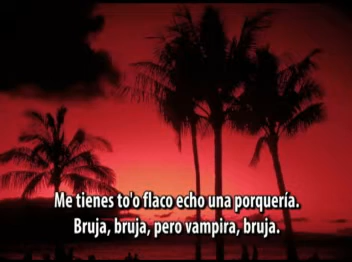 Me tienes to'o flaco echo una porquería.
Bruja, bruja, pero vampira, bruja.